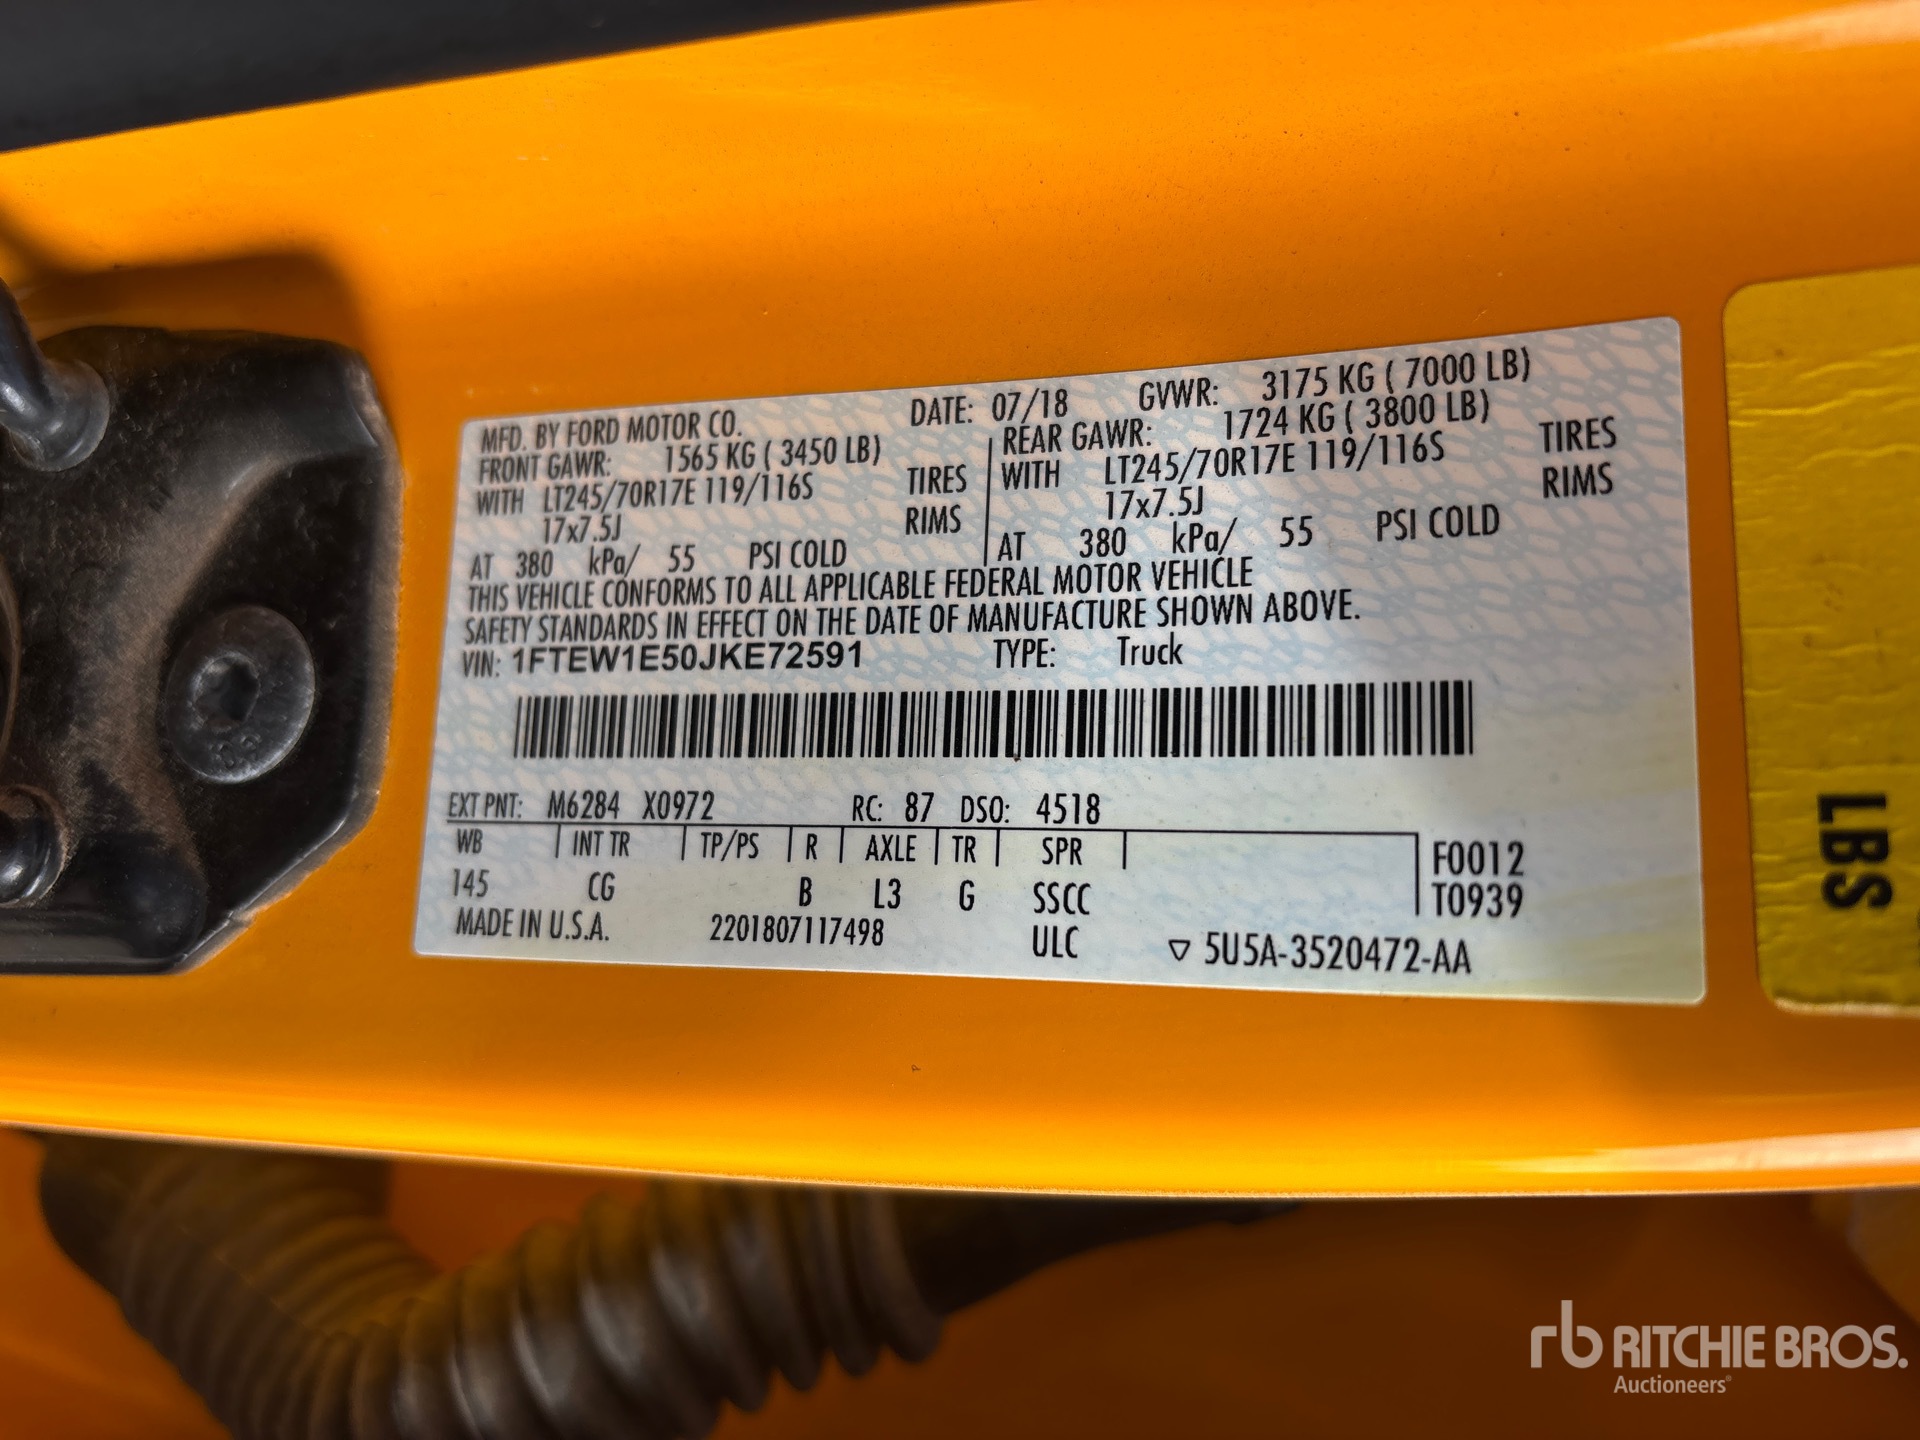 MFD. BY FORD MOTOR CO. DATE: 07/18 GVWR: 3175 KG ( 7000 LB)
FRONT GAWR: 1565 KG ( 3450 LB) REAR GAWR: 1724 KG ( 3800 LB)
WITH LT245/70R17E 119/116S TIRES WITH LT245/70R17E 119/116S TIRES
17x7.5J RIMS 17x7.5J RIMS
AT 380 kPa/ 55 PSI COLD AT 380 kPa/ 55 PSI COLD
THIS VEHICLE CONFORMS TO ALL APPLICABLE FEDERAL MOTOR VEHICLE
SAFETY STANDARDS IN EFFECT ON THE DATE OF MANUFACTURE SHOWN ABOVE.
VIN: 1FTEW1E50JKE72591 TYPE: Truck
EXT PNT: M6284 X0972 RC: 87 DSO: 4518
WB INT TR TP/PS R AXLE TR SPR F0012
145 CG B L3 G SSCC T0939
MADE IN U.S.A. 2201807117498 ULC ▽ 5U5A-3520472-AA
LBS
rb RITCHIE BROS.
Auctioneers